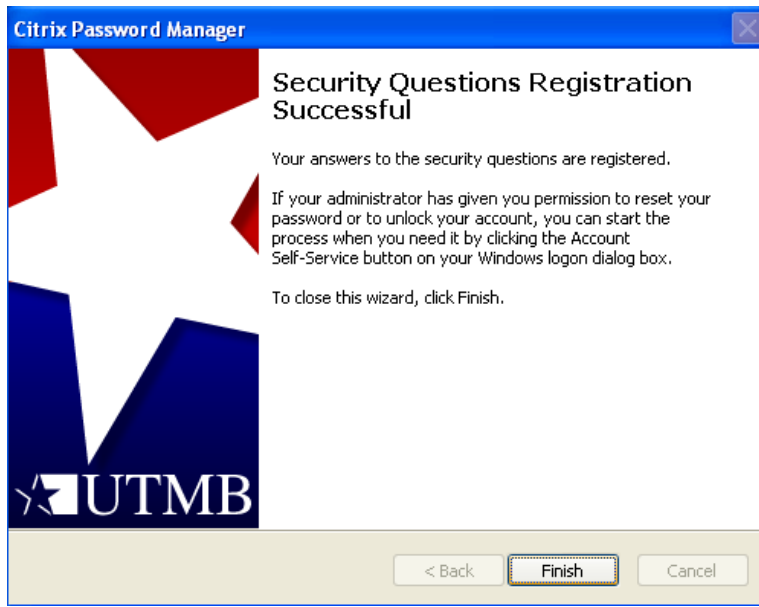 Citrix Password Manager
Security Questions Registration
Successful
Your answers to the security questions are registered.
If your administrator has given you permission to reset your
password or to unlock your account, you can start the
process when you need it by clicking the Account
Self-Service button on your Windows logon dialog box.
To close this wizard, click Finish.
UTMB
< Back
Finish
Cancel